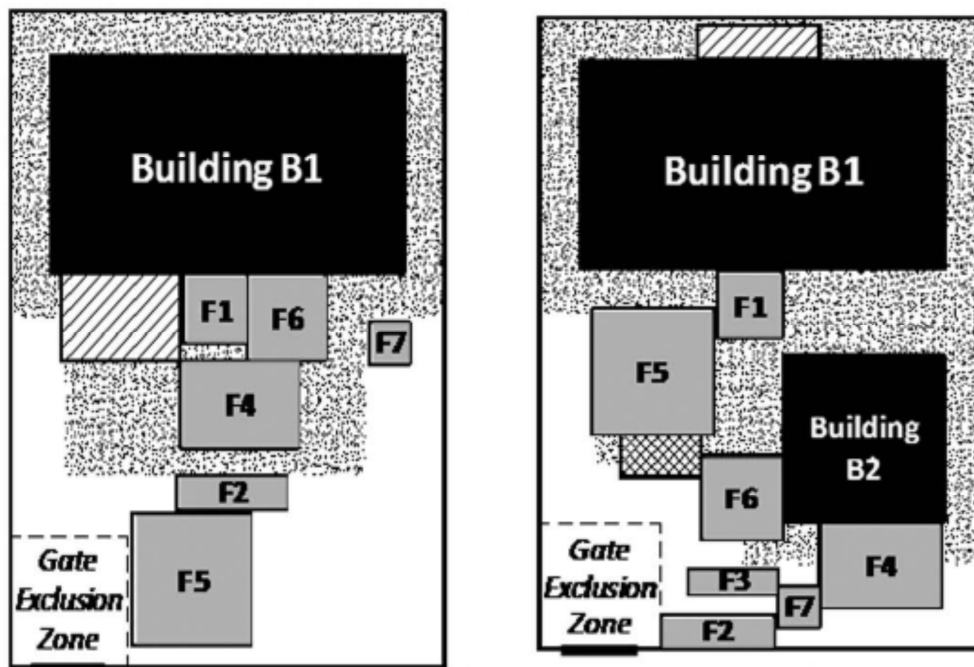 Building B1
F1
F6
F7
F4
F2
F5
Gate
Exclusion
Zone
Building B1
F1
F5
Building
B2
F6
F4
F3
F7
F2
Gate
Exclusion
Zone